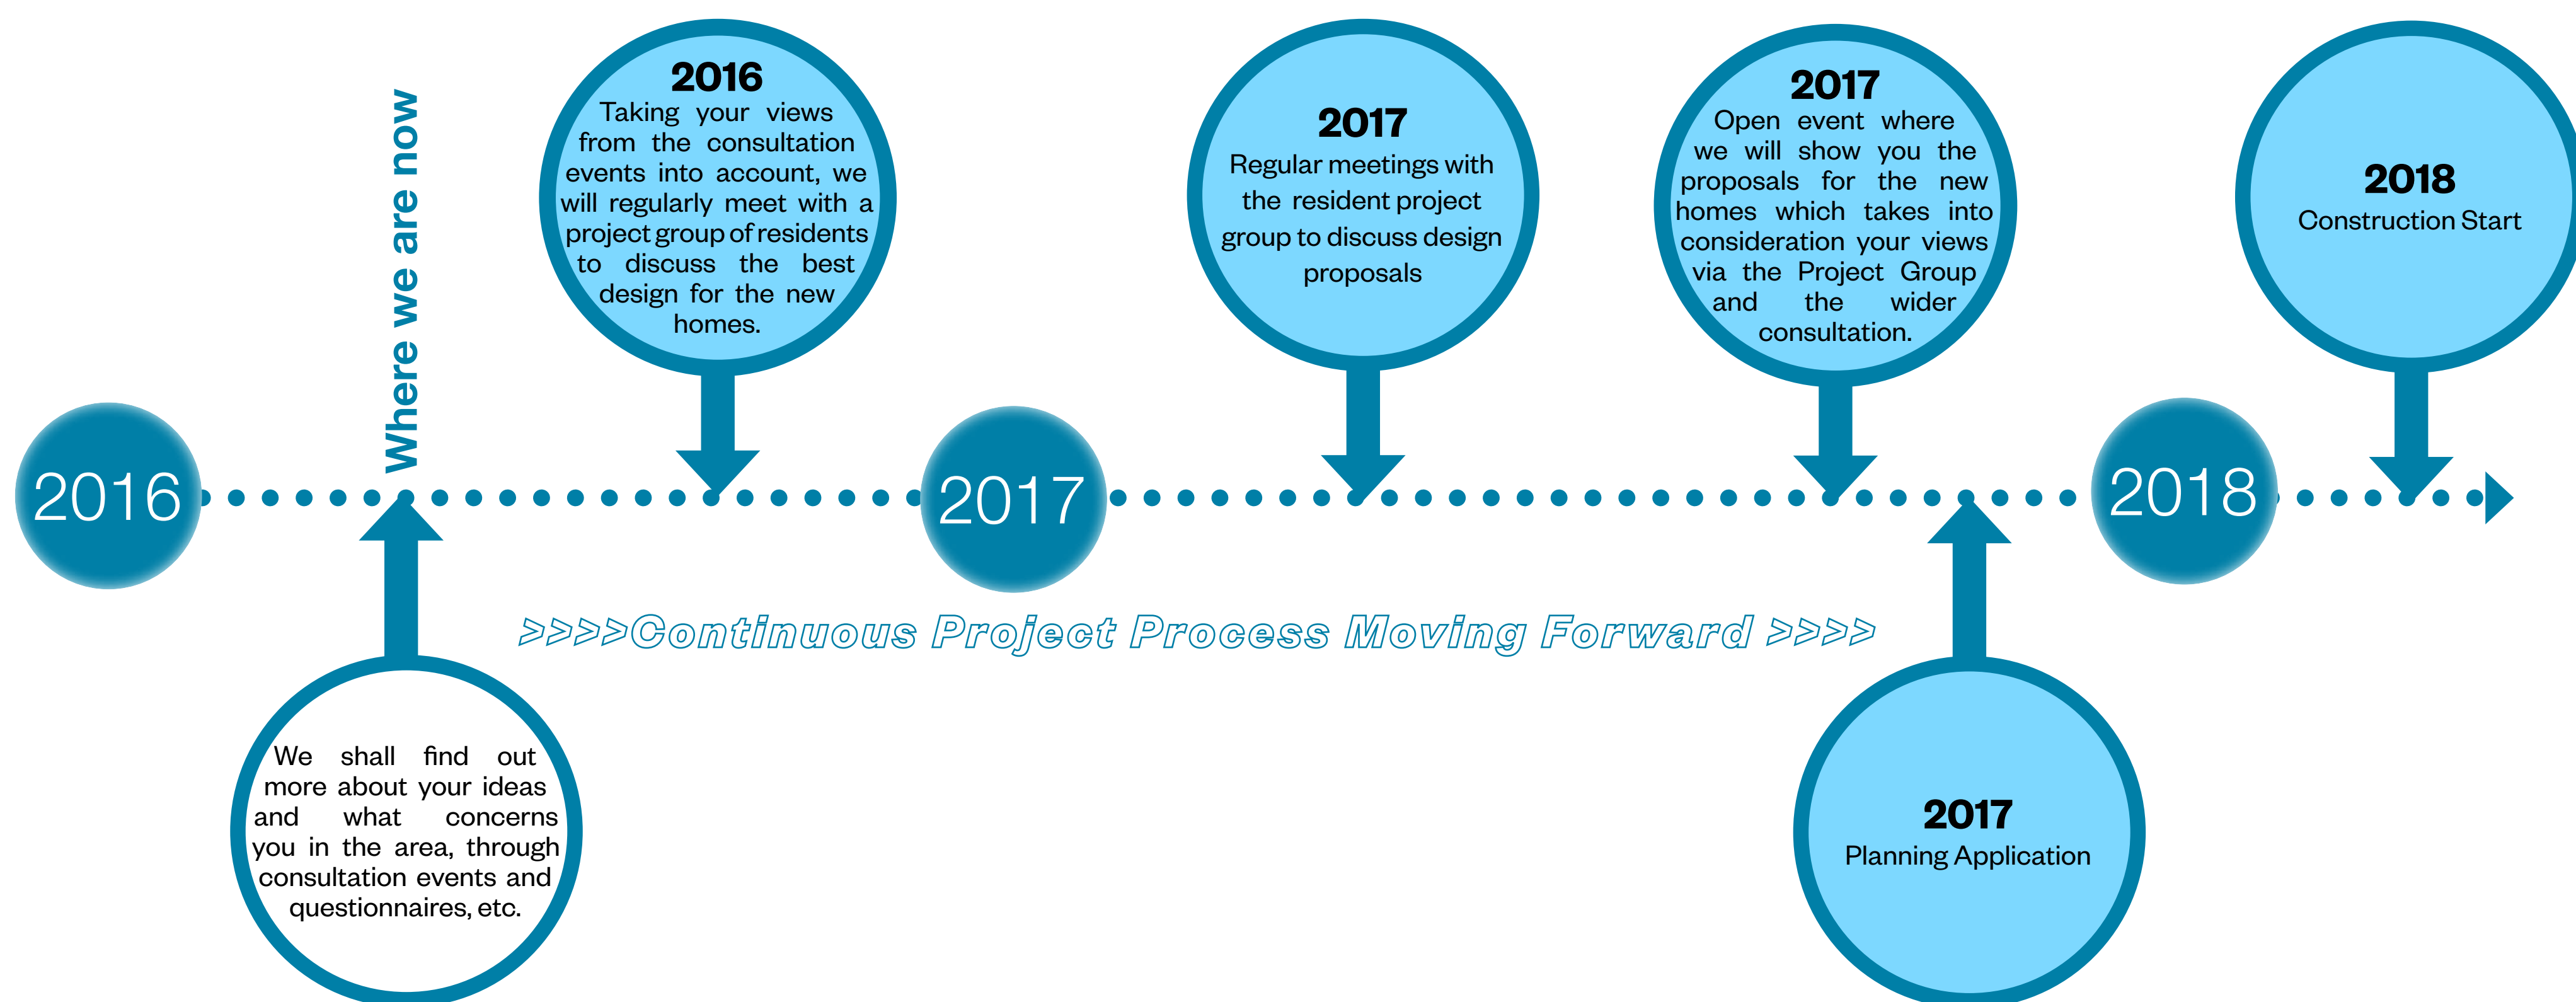 Where we are now
2016
Taking your views
from the consultation
events into account, we
will regularly meet with a
project group of residents
to discuss the best
design for the new
homes.
2017
Regular meetings with
the resident project
group to discuss design
proposals
2017
Open event where
we will show you the
proposals for the new
homes which takes into
consideration your views
via the Project Group
and the wider
consultation.
2018
Construction Start
2016
2017
2018
>>>>Continuous Project Process Moving Forward >>>>
We shall find out
more about your ideas
and what concerns
you in the area, through
consultation events and
questionnaires, etc.
2017
Planning Application